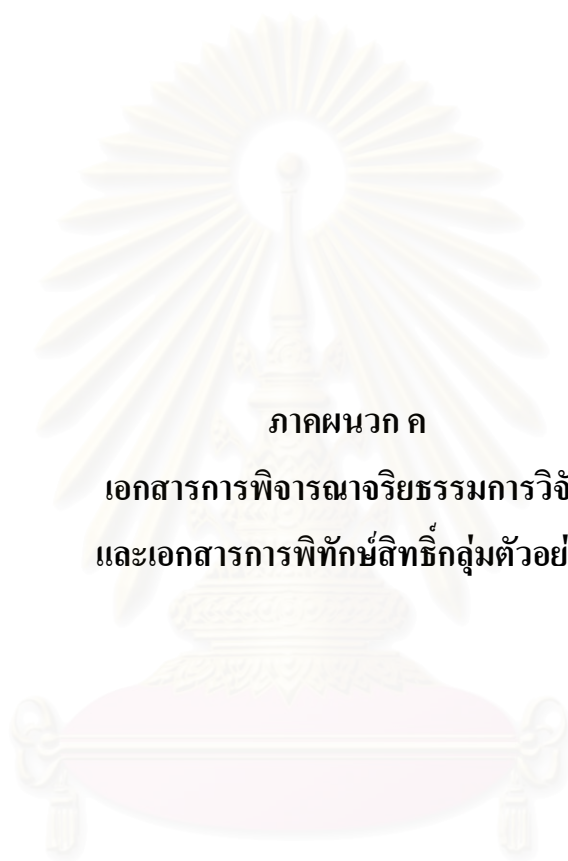 ภาคผนวก ค
เอกสารการพิจารณาจริยธรรมการวิจั
และเอกสารการพิทักษ์สิทธิ์กลุ่มตัวอย่